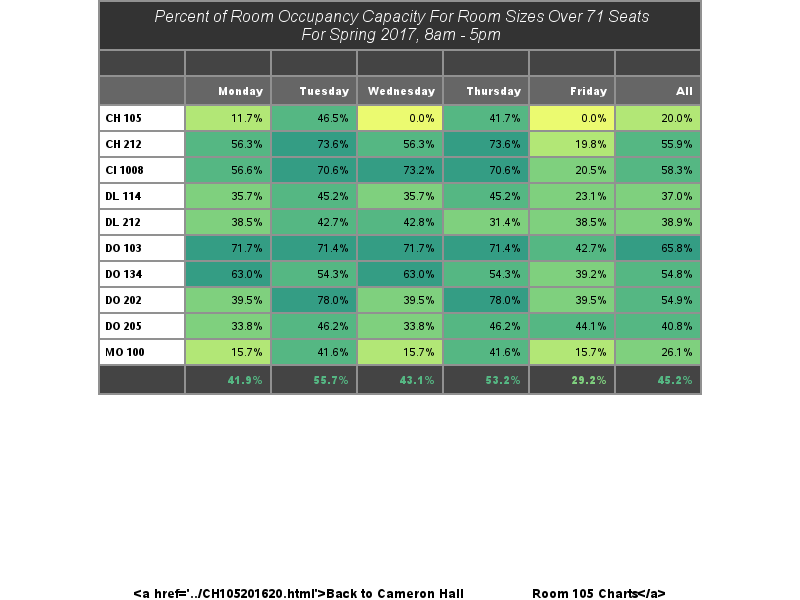 Percent of Room Occupancy Capacity For Room Sizes Over 71 Seats
For Spring 2017, 8am - 5pm
Monday Tuesday Wednesday Thursday Friday All
CH 105 11.7% 46.5% 0.0% 41.7% 0.0% 20.0%
CH 212 56.3% 73.6% 56.3% 73.6% 19.8% 55.9%
CI 1008 56.6% 70.6% 73.2% 70.6% 20.5% 58.3%
DL 114 35.7% 45.2% 35.7% 45.2% 23.1% 37.0%
DL 212 38.5% 42.7% 42.8% 31.4% 38.5% 38.9%
DO 103 71.7% 71.4% 71.7% 71.4% 42.7% 65.8%
DO 134 63.0% 54.3% 63.0% 54.3% 39.2% 54.8%
DO 202 39.5% 78.0% 39.5% 78.0% 39.5% 54.9%
DO 205 33.8% 46.2% 33.8% 46.2% 44.1% 40.8%
MO 100 15.7% 41.6% 15.7% 41.6% 15.7% 26.1%
41.9% 55.7% 43.1% 53.2% 29.2% 45.2%
<a href='../CH105201620.html'>Back to Cameron Hall Room 105 Charts</a>